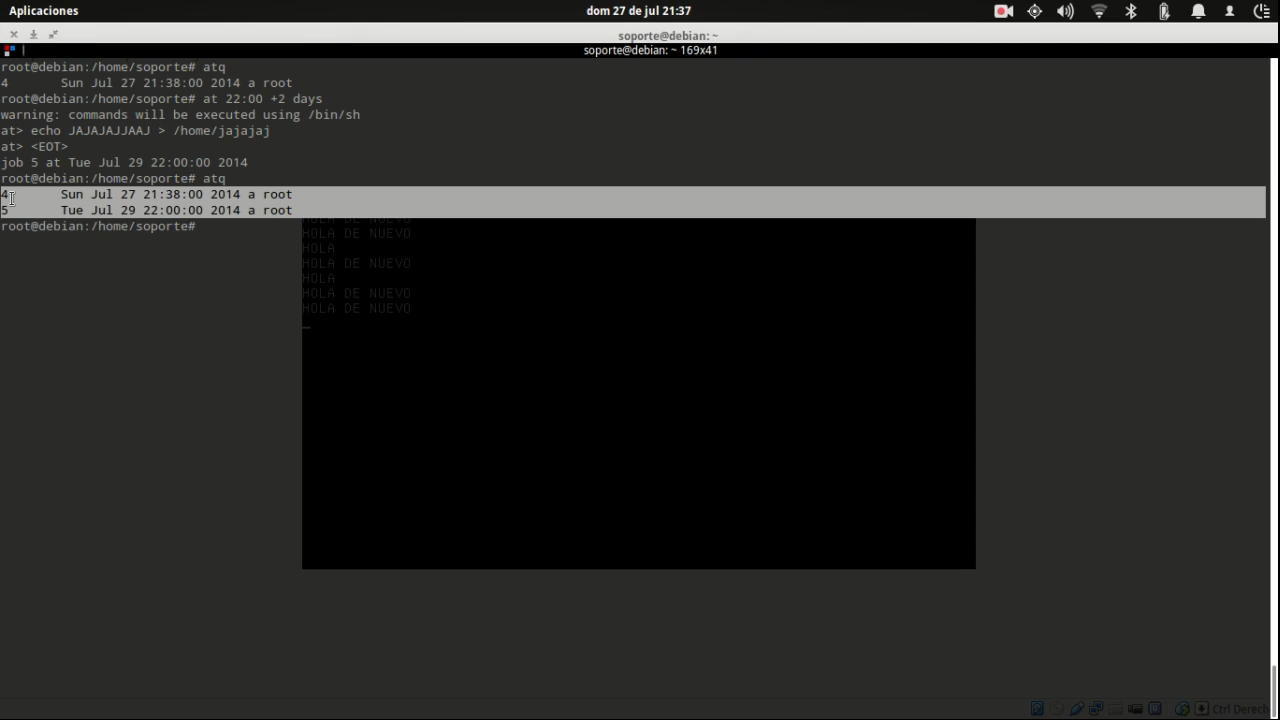 Aplicaciones
dom 27 de jul 21:37
soporte@debian: ~
soporte@debian: ~ 169x41
root@debian:/home/soporte# atq
4 Sun Jul 27 21:38:00 2014 a root
root@debian:/home/soporte# at 22:00 +2 days
warning: commands will be executed using /bin/sh
at> echo JAJAJAJJAAJ > /home/jajajaj
at> <EOT>
job 5 at Tue Jul 29 22:00:00 2014
root@debian:/home/soporte# atq
4 Sun Jul 27 21:38:00 2014 a root
5 Tue Jul 29 22:00:00 2014 a root
root@debian:/home/soporte#
HOLA DE NUEVO
HOLA DE NUEVO
HOLA
HOLA DE NUEVO
HOLA
HOLA DE NUEVO
HOLA DE NUEVO
Ctrl Derech